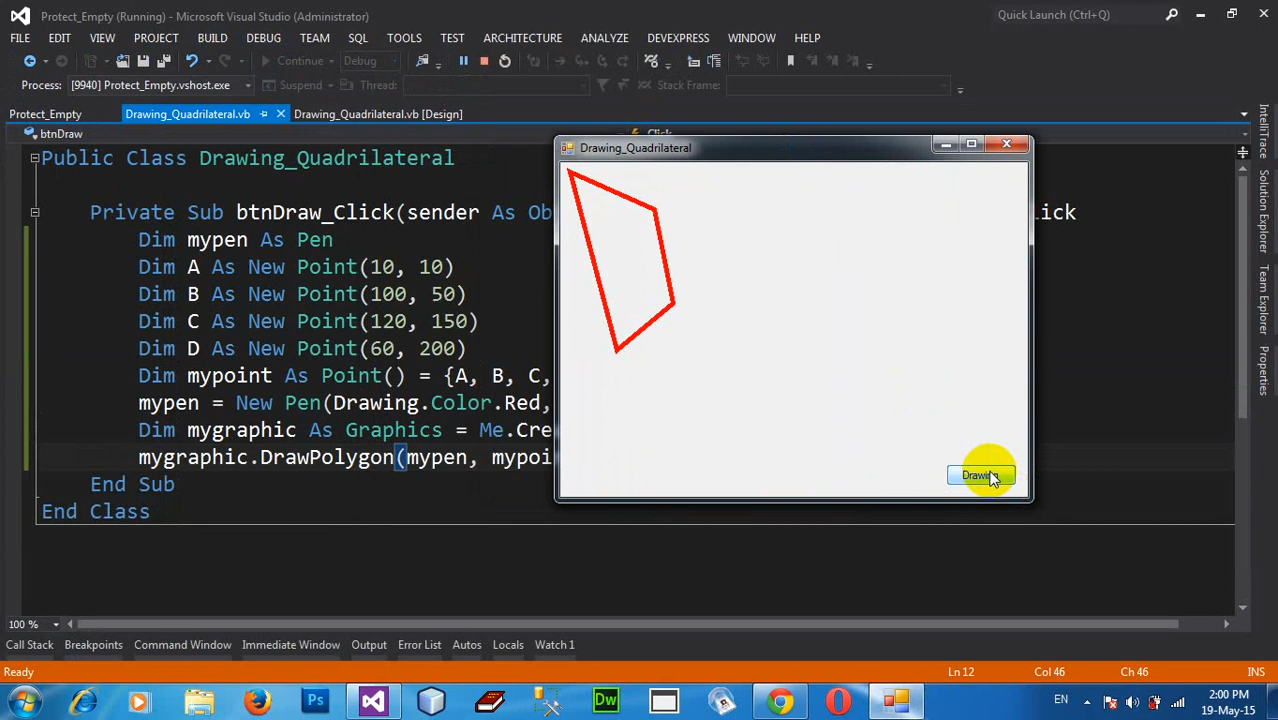 Protect_Empty (Running) - Microsoft Visual Studio (Administrator)
Quick Launch (Ctrl+Q)
FILE EDIT VIEW PROJECT BUILD DEBUG TEAM SQL TOOLS TEST ARCHITECTURE ANALYZE DEVEXPRESS WINDOW HELP
Continue Debug
Process: [9940] Protect_Empty.vshost.exe Suspend Thread: Stack Frame:
Protect_Empty Drawing_Quadrilateral.vb Drawing_Quadrilateral.vb [Design]
btnDraw Click
Drawing_Quadrilateral
Public Class Drawing_Quadrilateral
Private Sub btnDraw_Click(sender As Ob
ick
Dim mypen As Pen
Dim A As New Point(10, 10)
Dim B As New Point(100, 50)
Dim C As New Point(120, 150)
Dim D As New Point(60, 200)
Dim mypoint As Point() = {A, B, C,
mypen = New Pen(Drawing.Color.Red,
Dim mygraphic As Graphics = Me.Cre
mygraphic.DrawPolygon(mypen, mypoi
End Sub
End Class
Drawing
IntelliTrace
Solution Explorer
Team Explorer
Properties
100 %
Call Stack Breakpoints Command Window Immediate Window Output Error List Autos Locals Watch 1
Ready Ln 12 Col 46 Ch 46 INS
Ps Dw EN 2:00 PM
19-May-15